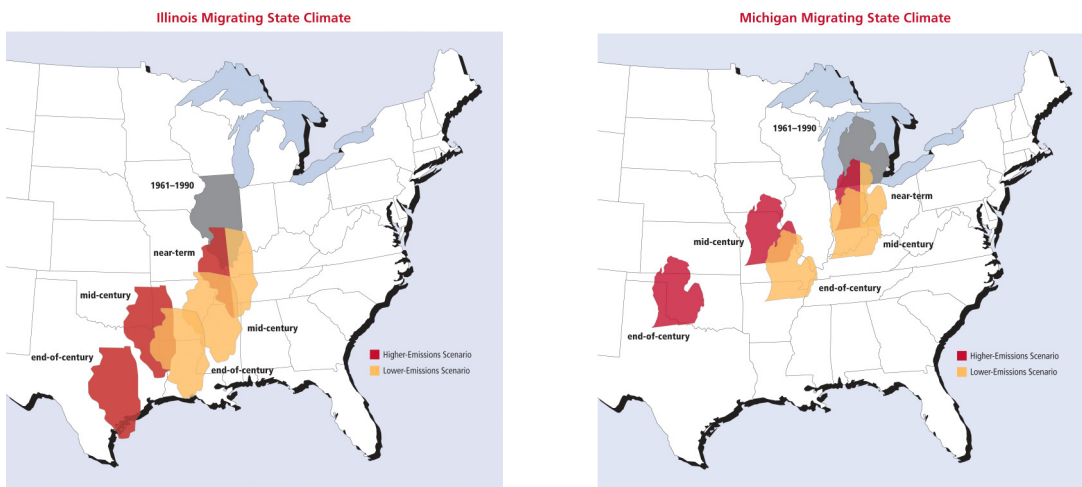 Illinois Migrating State Climate
1961–1990
near-term
mid-century
end-of-century
mid-century
end-of-century
Higher-Emissions Scenario
Lower-Emissions Scenario
Michigan Migrating State Climate
1961–1990
near-term
mid-century
mid-century
end-of-century
end-of-century
Higher-Emissions Scenario
Lower-Emissions Scenario